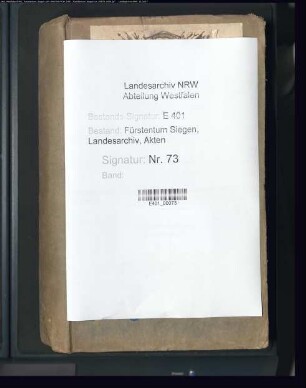 Landesarchiv NRW
Abteilung Westfalen
Bestands-Signatur: E 401
Bestand: Fürstentum Siegen,
Landesarchiv, Akten
Signatur: Nr. 73
Band: